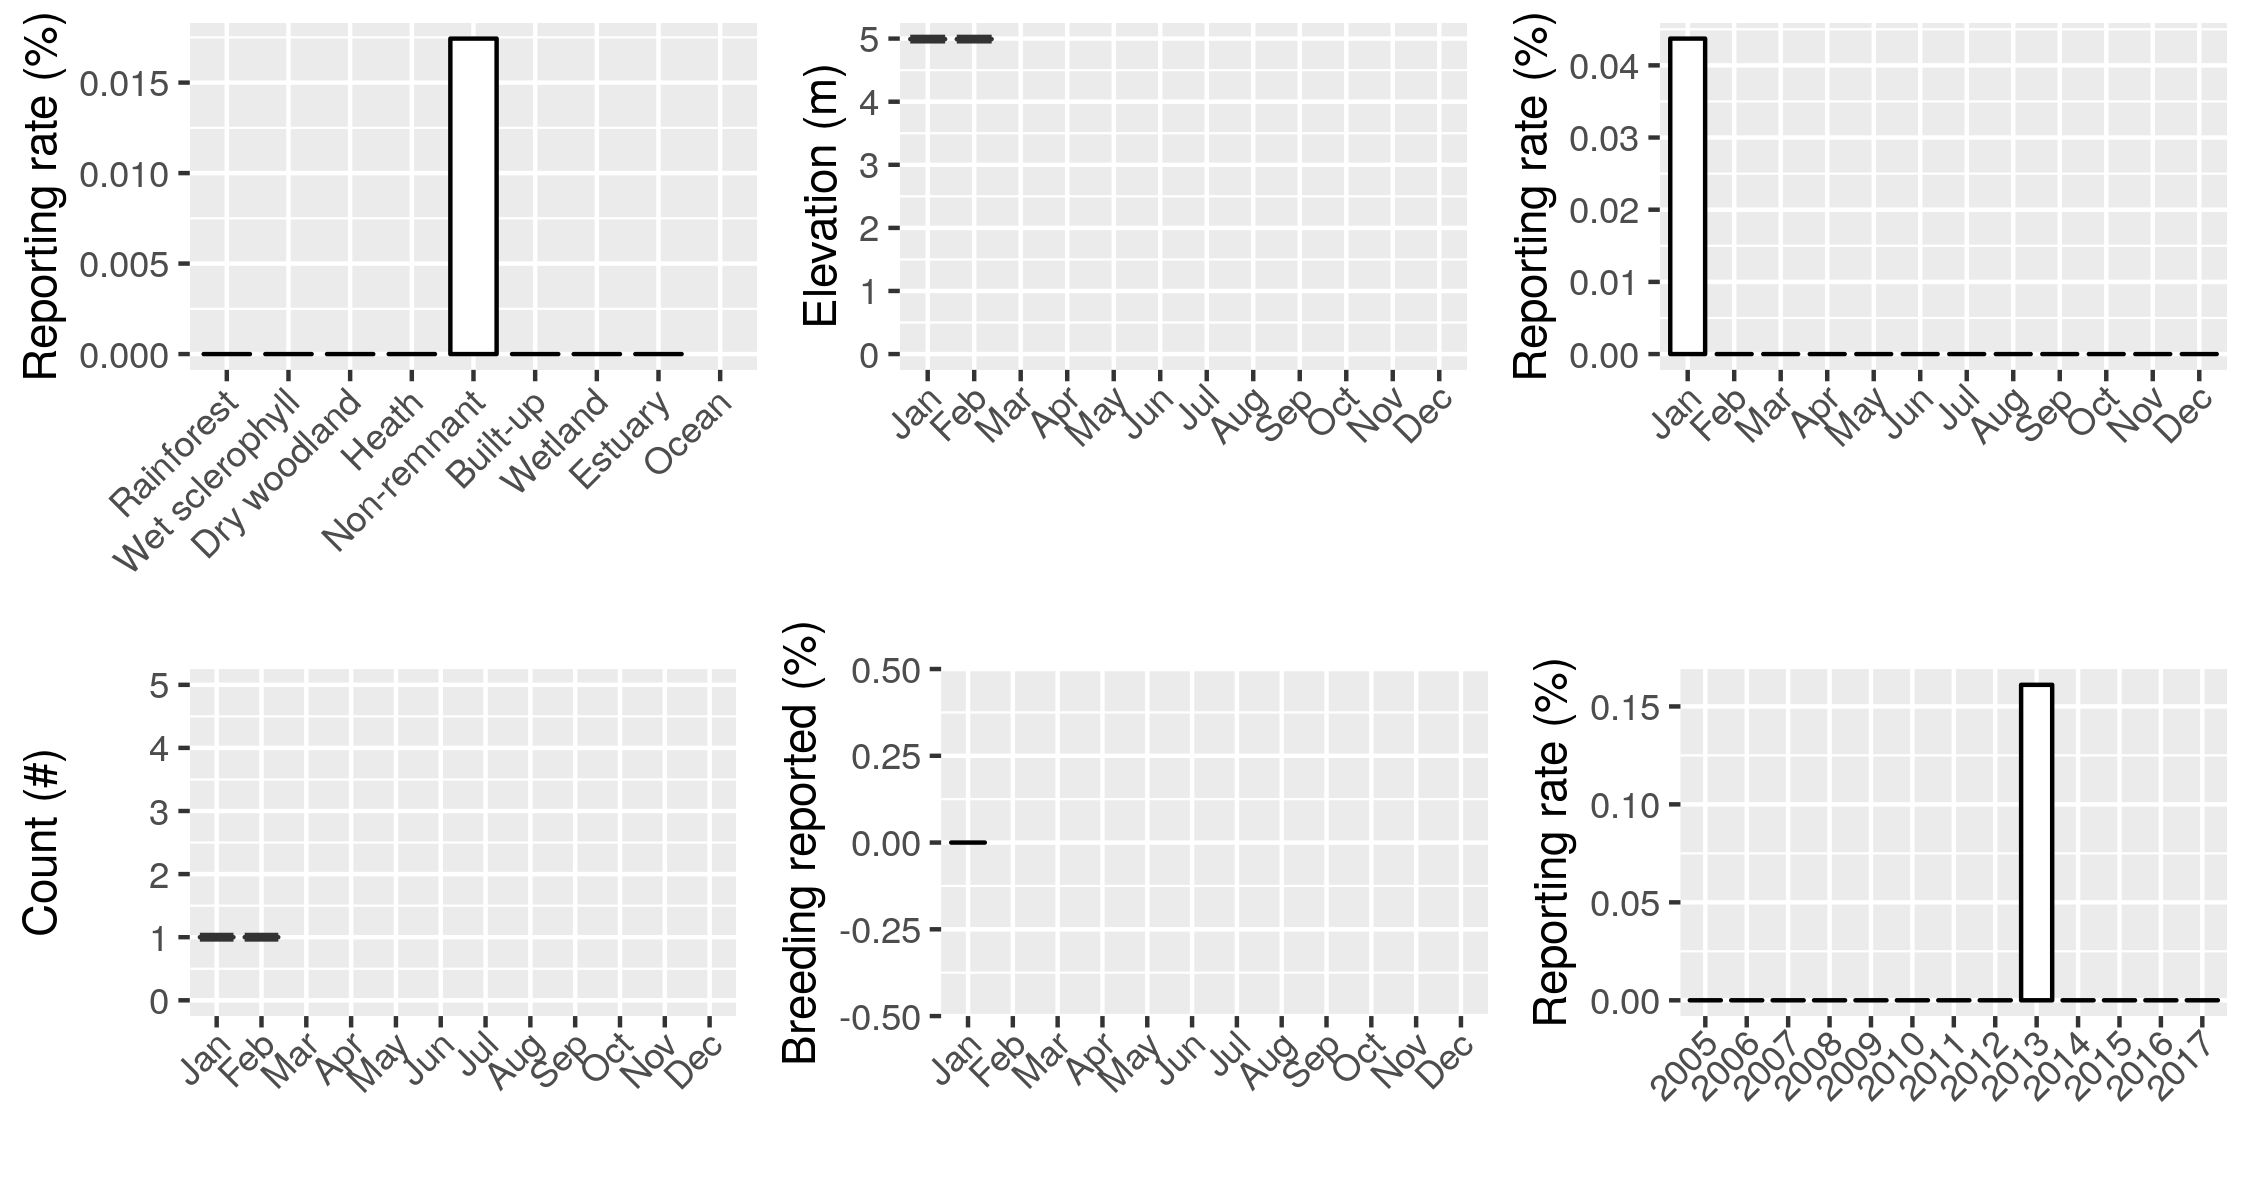 Reporting rate (%)
0.015
0.010
0.005
0.000
Rainforest
Wet sclerophyll
Dry woodland
Heath
Non-remnant
Built-up
Wetland
Estuary
Ocean
Elevation (m)
5
4
3
2
1
0
Jan
Feb
Mar
Apr
May
Jun
Jul
Aug
Sep
Oct
Nov
Dec
Reporting rate (%)
0.04
0.03
0.02
0.01
0.00
Jan
Feb
Mar
Apr
May
Jun
Jul
Aug
Sep
Oct
Nov
Dec
Count (#)
5
4
3
2
1
0
Jan
Feb
Mar
Apr
May
Jun
Jul
Aug
Sep
Oct
Nov
Dec
Breeding reported (%)
0.50
0.25
0.00
-0.25
-0.50
Jan
Feb
Mar
Apr
May
Jun
Jul
Aug
Sep
Oct
Nov
Dec
Reporting rate (%)
0.15
0.10
0.05
0.00
2005
2006
2007
2008
2009
2010
2011
2012
2013
2014
2015
2016
2017